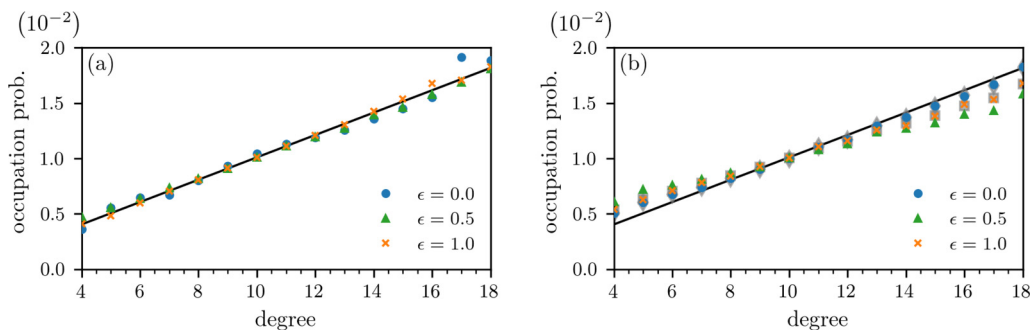 (10⁻²)
2.0
1.5
1.0
0.5
0.0
occupation prob.
(a)
ϵ = 0.0
ϵ = 0.5
ϵ = 1.0
4 6 8 10 12 14 16 18
degree
(10⁻²)
2.0
1.5
1.0
0.5
0.0
occupation prob.
(b)
ϵ = 0.0
ϵ = 0.5
ϵ = 1.0
4 6 8 10 12 14 16 18
degree